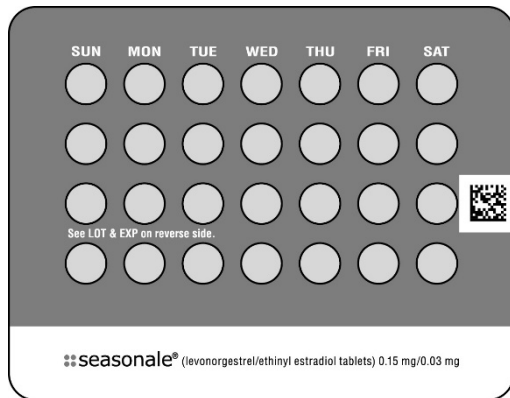 SUN MON TUE WED THU FRI SAT
See LOT & EXP on reverse side.
seasonale® (levonorgestrel/ethinyl estradiol tablets) 0.15 mg/0.03 mg